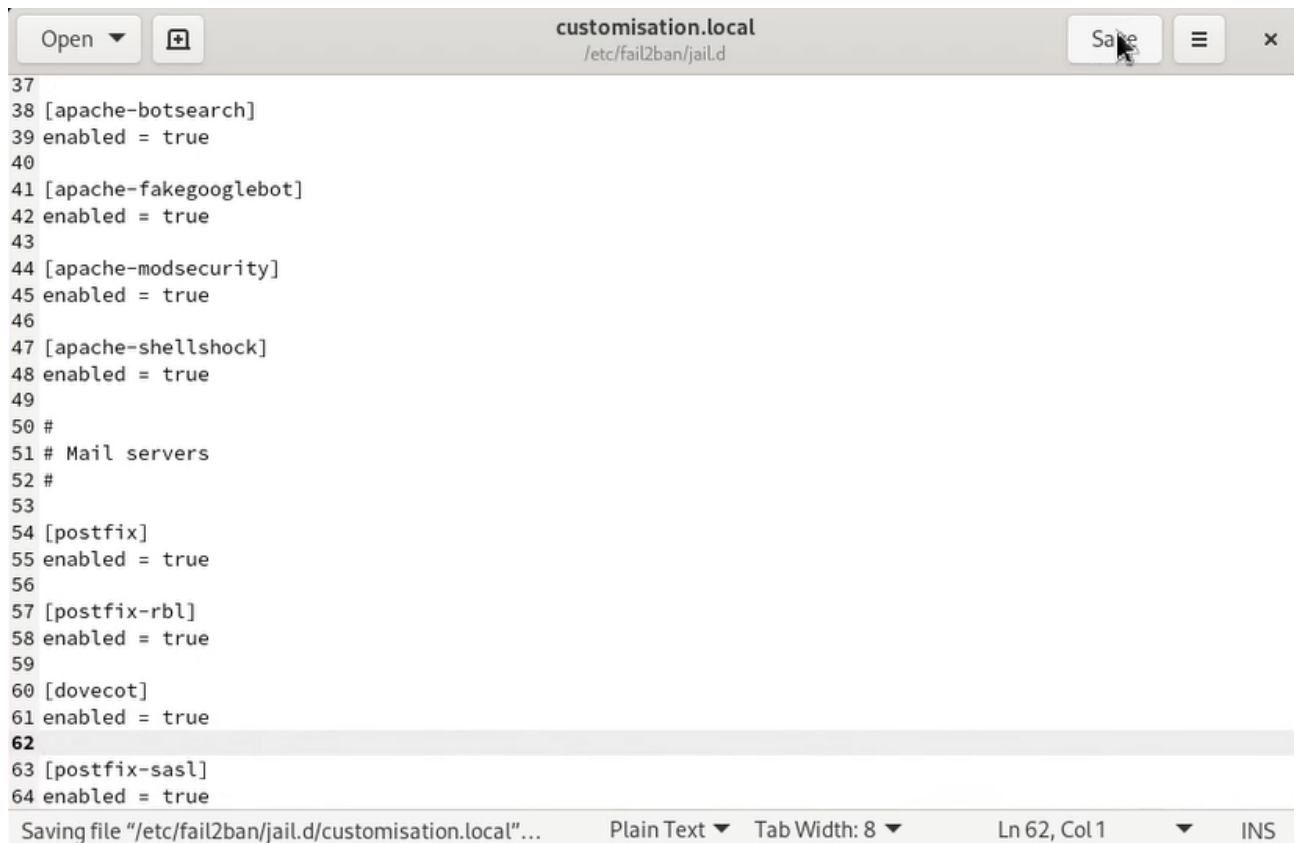 Open
customisation.local
/etc/fail2ban/jail.d
Save
37
38 [apache-botsearch]
39 enabled = true
40
41 [apache-fakegooglebot]
42 enabled = true
43
44 [apache-modsecurity]
45 enabled = true
46
47 [apache-shellshock]
48 enabled = true
49
50 #
51 # Mail servers
52 #
53
54 [postfix]
55 enabled = true
56
57 [postfix-rbl]
58 enabled = true
59
60 [dovecot]
61 enabled = true
62
63 [postfix-sasl]
64 enabled = true
Saving file “/etc/fail2ban/jail.d/customisation.local”… Plain Text Tab Width: 8 Ln 62, Col 1 INS